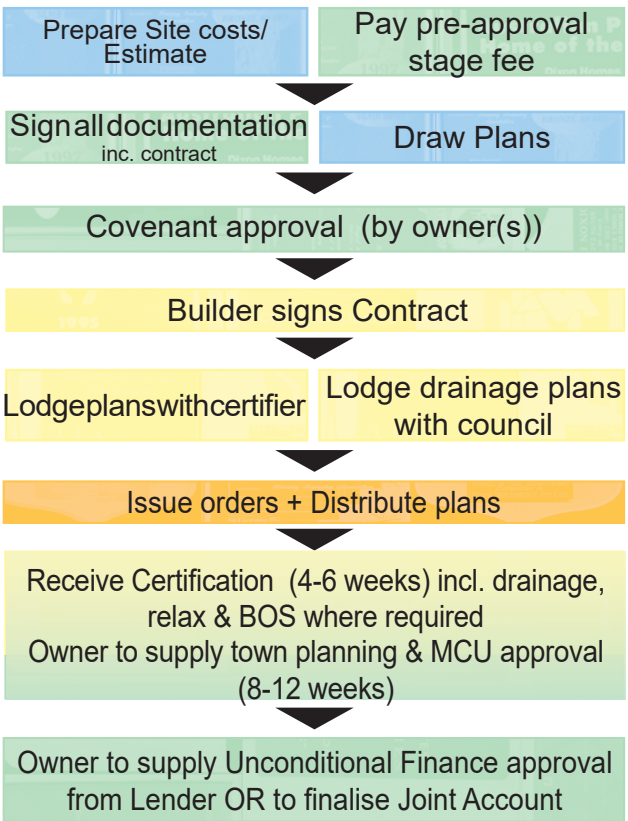 Prepare Site costs/
Estimate
Pay pre-approval
stage fee
Signalldocumentation
inc. contract
Draw Plans
Covenant approval (by owner(s))
Builder signs Contract
Lodgeplanswithcertifier
Lodge drainage plans
with council
Issue orders + Distribute plans
Receive Certification (4-6 weeks) incl. drainage,
relax & BOS where required
Owner to supply town planning & MCU approval
(8-12 weeks)
Owner to supply Unconditional Finance approval
from Lender OR to finalise Joint Account